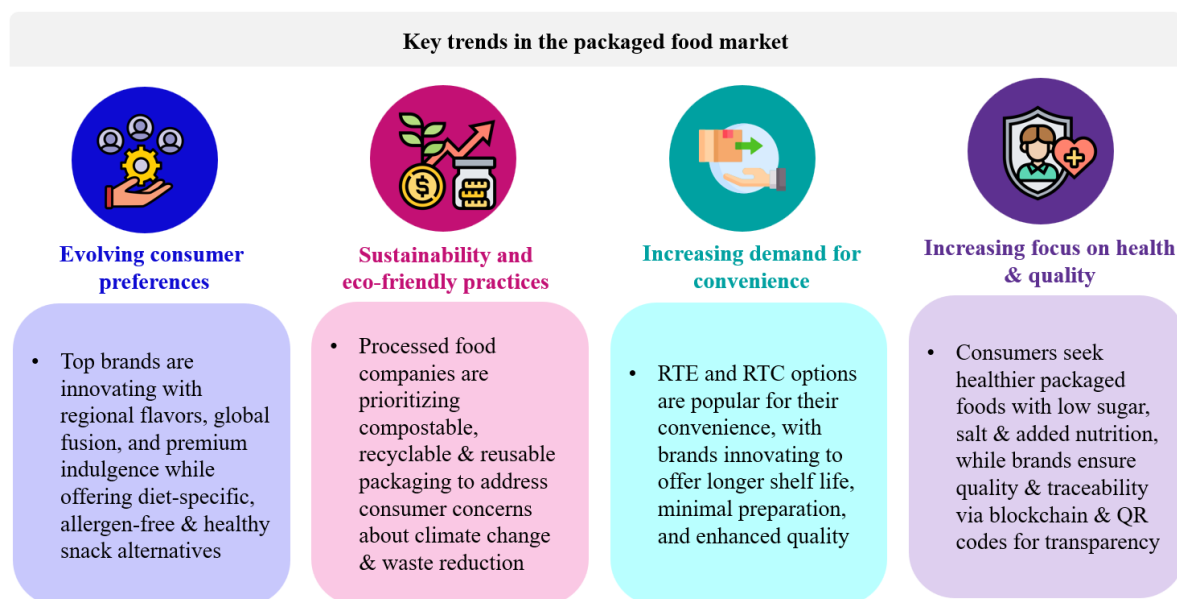 Key trends in the packaged food market
Evolving consumer
preferences
• Top brands are
innovating with
regional flavors, global
fusion, and premium
indulgence while
offering diet-specific,
allergen-free & healthy
snack alternatives
Sustainability and
eco-friendly practices
• Processed food
companies are
prioritizing
compostable,
recyclable & reusable
packaging to address
consumer concerns
about climate change
& waste reduction
Increasing demand for
convenience
• RTE and RTC options
are popular for their
convenience, with
brands innovating to
offer longer shelf life,
minimal preparation,
and enhanced quality
Increasing focus on health
& quality
• Consumers seek
healthier packaged
foods with low sugar,
salt & added nutrition,
while brands ensure
quality & traceability
via blockchain & QR
codes for transparency